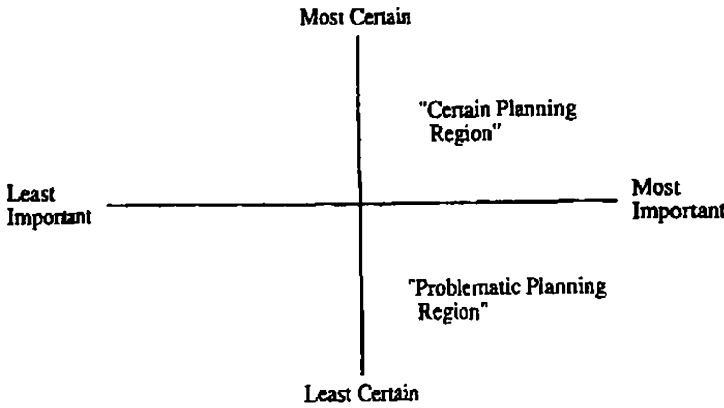 Most Certain
"Certain Planning
Region"
Least
Important
Most
Important
"Problematic Planning
Region"
Least Certain